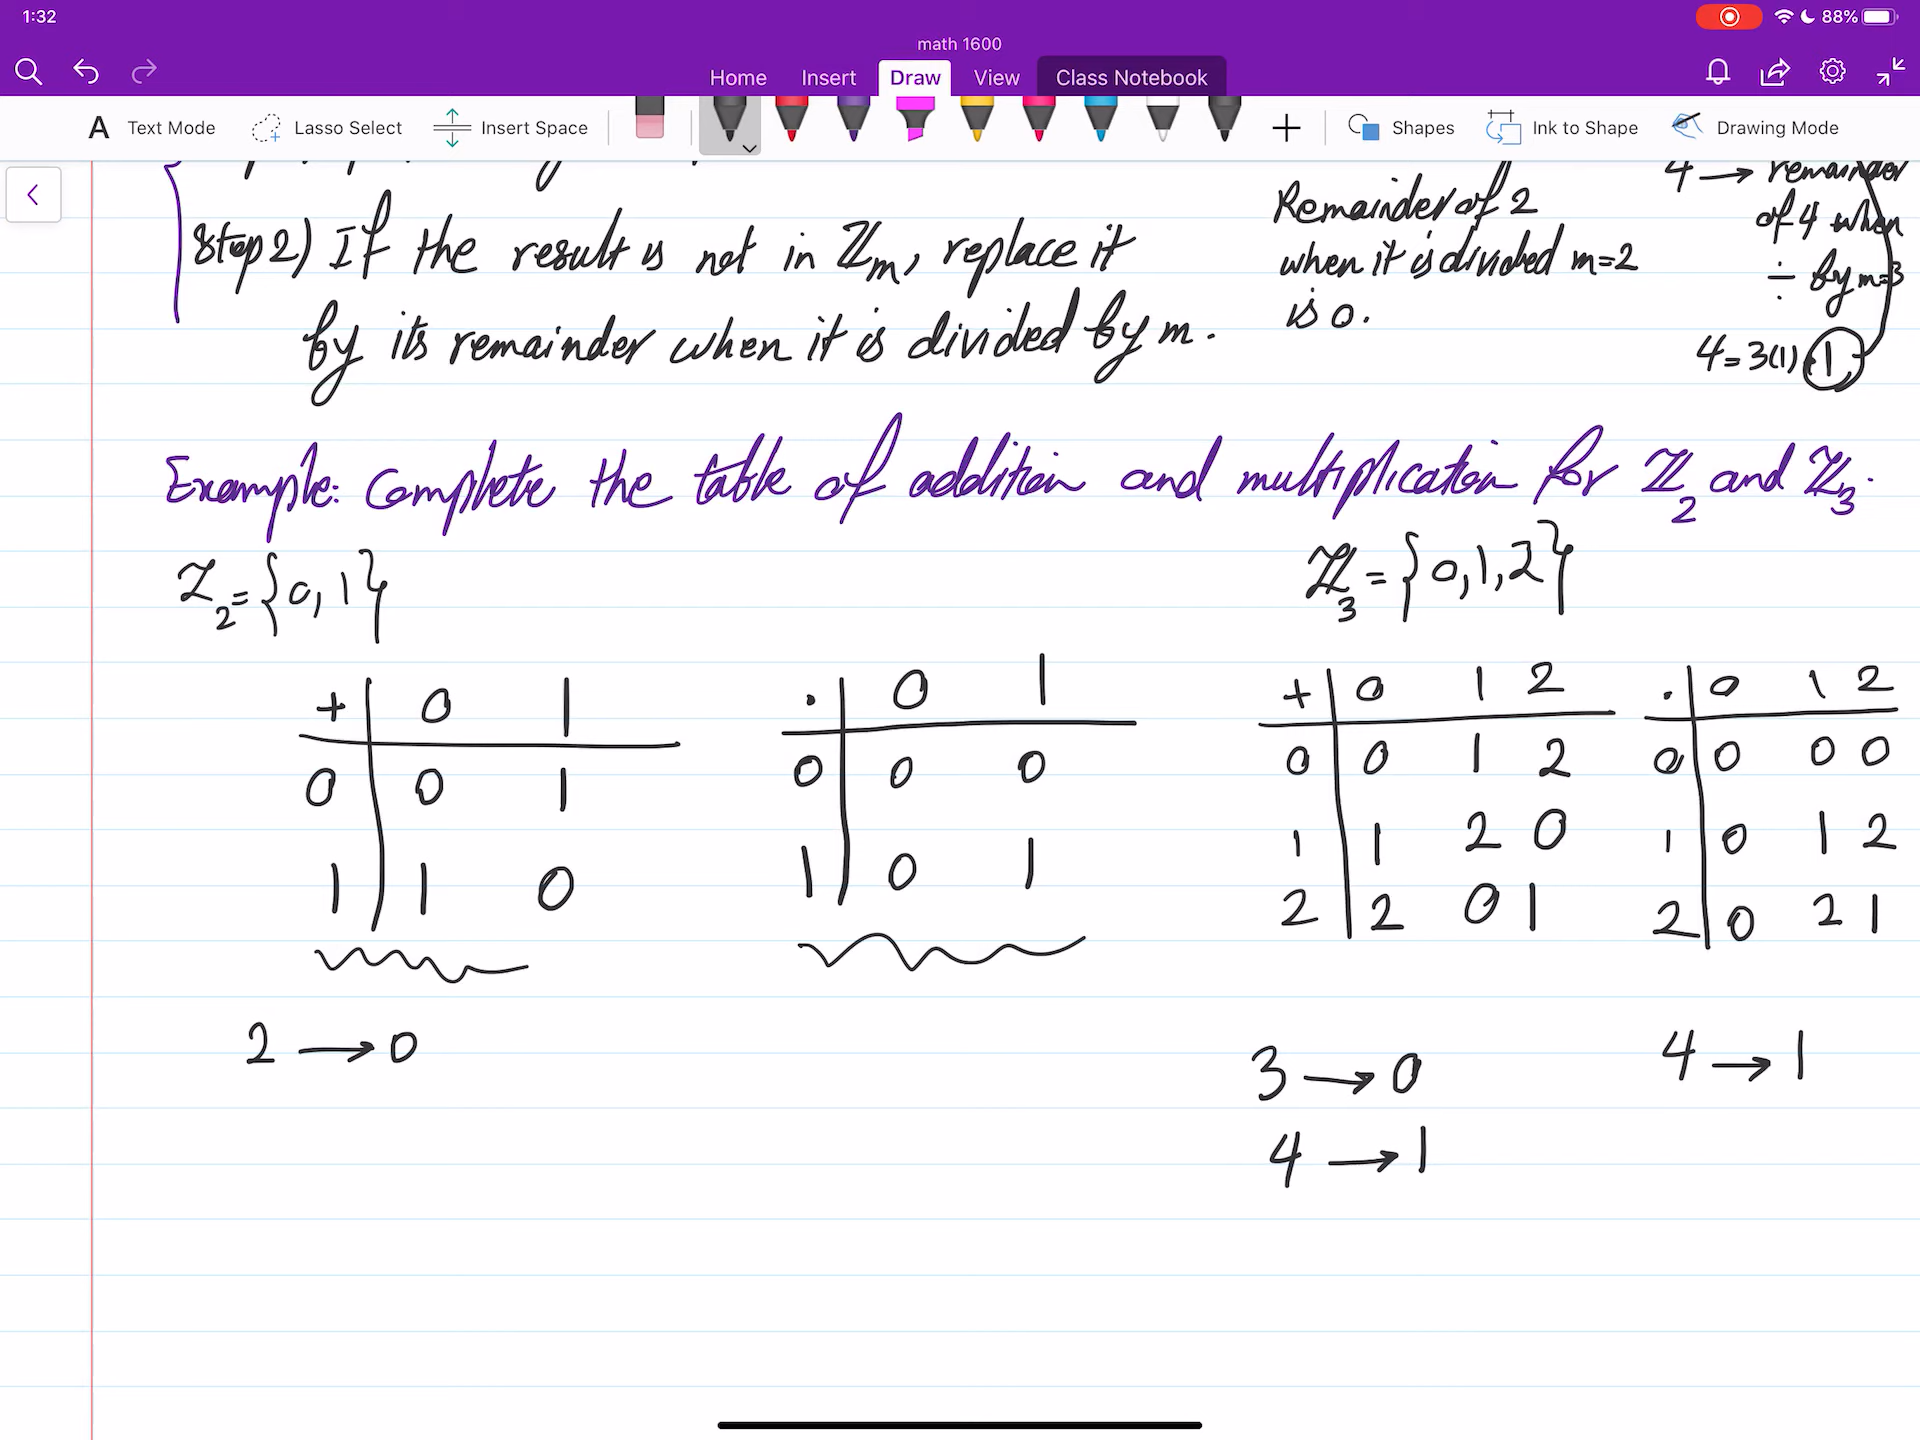 1:32
88%
math 1600
Home Insert Draw View Class Notebook
A Text Mode Lasso Select Insert Space Shapes Ink to Shape Drawing Mode
Step 2) If the result is not in ℤm, replace it
by its remainder when it is divided by m.
Remainder of 2
when it is divided m=2
is 0.
4 → remainder
of 4 when
÷ by m=3
4 = 3(1) 1
Example: Complete the table of addition and multiplication for ℤ2 and ℤ3.
ℤ2 = {0, 1}
ℤ3 = {0, 1, 2}
+ 0 1
0 0 1
1 1 0
. 0 1
0 0 0
1 0 1
+ 0 1 2
0 0 1 2
1 1 2 0
2 2 0 1
. 0 1 2
0 0 0 0
1 0 1 2
2 0 2 1
2 → 0
3 → 0
4 → 1
4 → 1